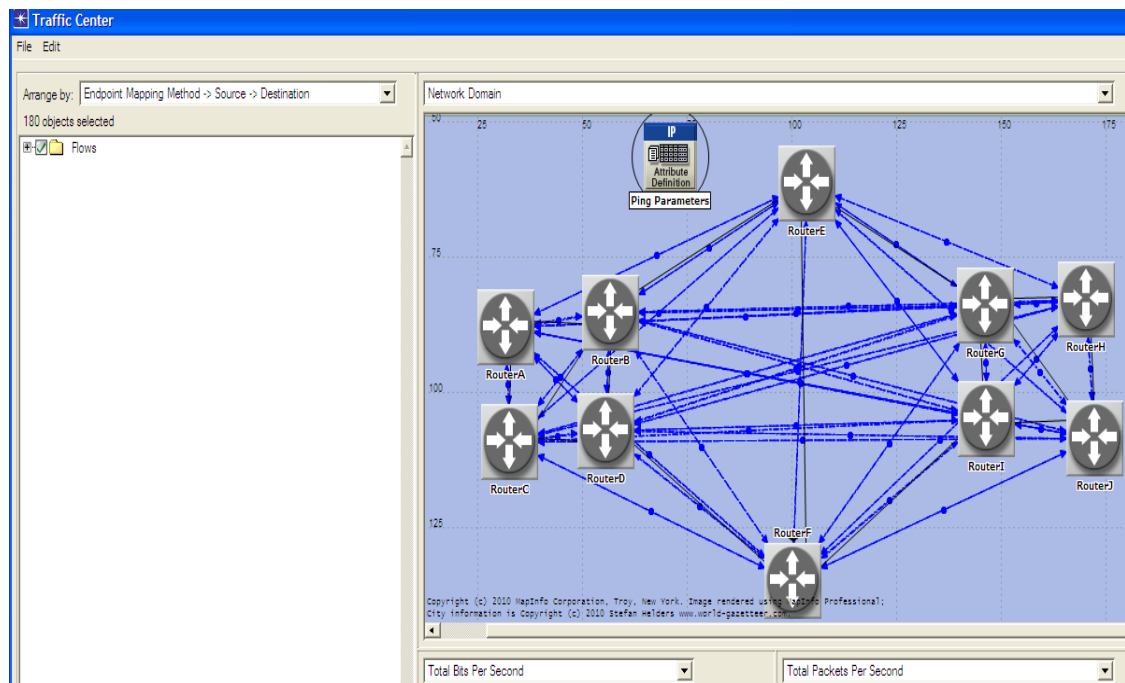 Traffic Center
File Edit
Arrange by: Endpoint Mapping Method -> Source -> Destination
180 objects selected
Flows
Network Domain
50 25 50 100 125 150 175
IP
Attribute
Definition
Ping Parameters
RouterE
75
RouterA
RouterB
RouterG
RouterH
100
RouterC
RouterD
RouterI
RouterJ
125
RouterF
Copyright (c) 2010 MapInfo Corporation, Troy, New York. Image rendered using MapInfo Professional;
City information is Copyright (c) 2010 Stefan Helders www.world-gazetteer.com.
Total Bits Per Second
Total Packets Per Second